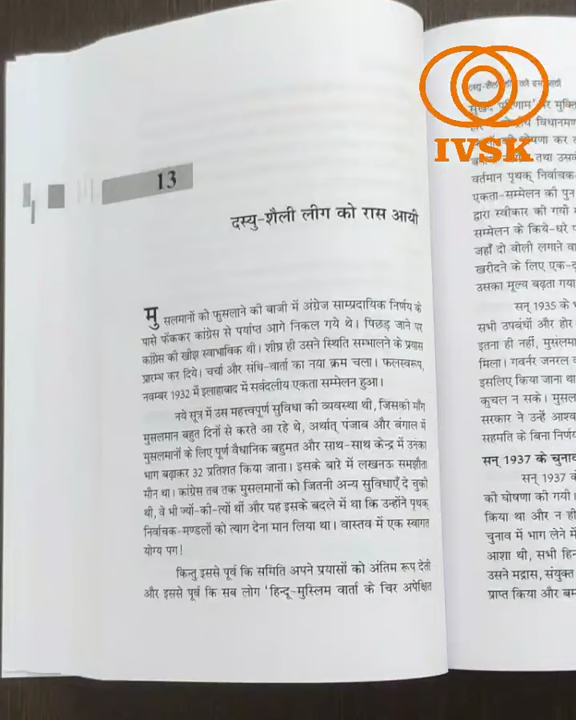 13
दस्यु-शैली लीग को रास आयी
मुसलमानों को फुसलाने की बाजी में अंग्रेज साम्प्रदायिक निर्णय के
पासे फेंककर कांग्रेस से पर्याप्त आगे निकल गये थे। पिछड़ जाने पर
कांग्रेस की खीझ स्वाभाविक थी। शीघ्र ही उसने स्थिति सम्भालने के प्रयास
प्रारम्भ कर दिये। चर्चा और संधि-वार्ता का नया क्रम चला। फलस्वरूप,
नवम्बर 1932 में इलाहाबाद में सर्वदलीय एकता सम्मेलन हुआ।
नये सूत्र में उस महत्त्वपूर्ण सुविधा की व्यवस्था थी, जिसकी माँग
मुसलमान बहुत दिनों से करते आ रहे थे, अर्थात् पंजाब और बंगाल में
मुसलमानों के लिए पूर्ण वैधानिक बहुमत और साथ-साथ केन्द्र में उनका
भाग बढ़ाकर 32 प्रतिशत किया जाना। इसके बारे में लखनऊ समझौता
मौन था। कांग्रेस तब तक मुसलमानों को जितनी अन्य सुविधाएँ दे चुकी
थी, वे भी ज्यों-की-त्यों थीं और यह इसके बदले में था कि उन्होंने पृथक्
निर्वाचक-मण्डलों को त्याग देना मान लिया था। वास्तव में एक स्वागत
योग्य पग!
किन्तु इससे पूर्व कि समिति अपने प्रयासों को अंतिम रूप देती
और इससे पूर्व कि सब लोग 'हिन्दू-मुस्लिम वार्ता के चिर अपेक्षित
IVSK
विधानमण
कर
तथा उसक
वर्तमान पृथक् निर्वाचक-
एकता-सम्मेलन की पुन
द्वारा स्वीकार की गयी
सम्मेलन के किये-धरे प
जहाँ दो बोली लगाने वा
खरीदने के लिए एक-दू
उसका मूल्य बढ़ता गया
सन् 1935 के भ
सभी उपबंधों और होर
इतना ही नहीं, मुसलमा
मिला। गवर्नर जनरल व
इसलिए किया जाना था
कुचल न सके। मुसल
सरकार ने उन्हें आश्व
सहमति के बिना निर्णय
सन् 1937 के चुनाव
सन् 1937 वे
की घोषणा की गयी।
किया था और न ही
चुनाव में भाग लेने में
आशा थी, सभी हिन
उसने मद्रास, संयुक्त
प्राप्त किया और बम